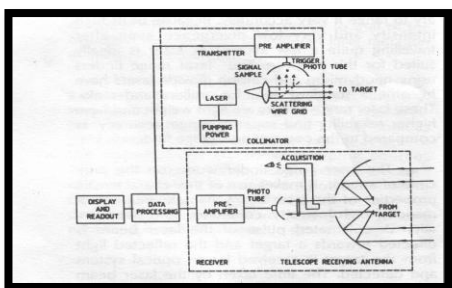 PRE AMPLIFIER
TRANSMITTER
TRIGGER
PHOTO TUBE
SIGNAL
SAMPLE
LASER
TO TARGET
SCATTERING
WIRE GRID
PUMPING
POWER
COLLIMATOR
ACQUISITION
PHOTO
TUBE
DISPLAY
AND
READOUT
DATA
PROCESSING
PRE-
AMPLIFIER
FROM
TARGET
RECEIVER
TELESCOPE RECEIVING ANTENNA